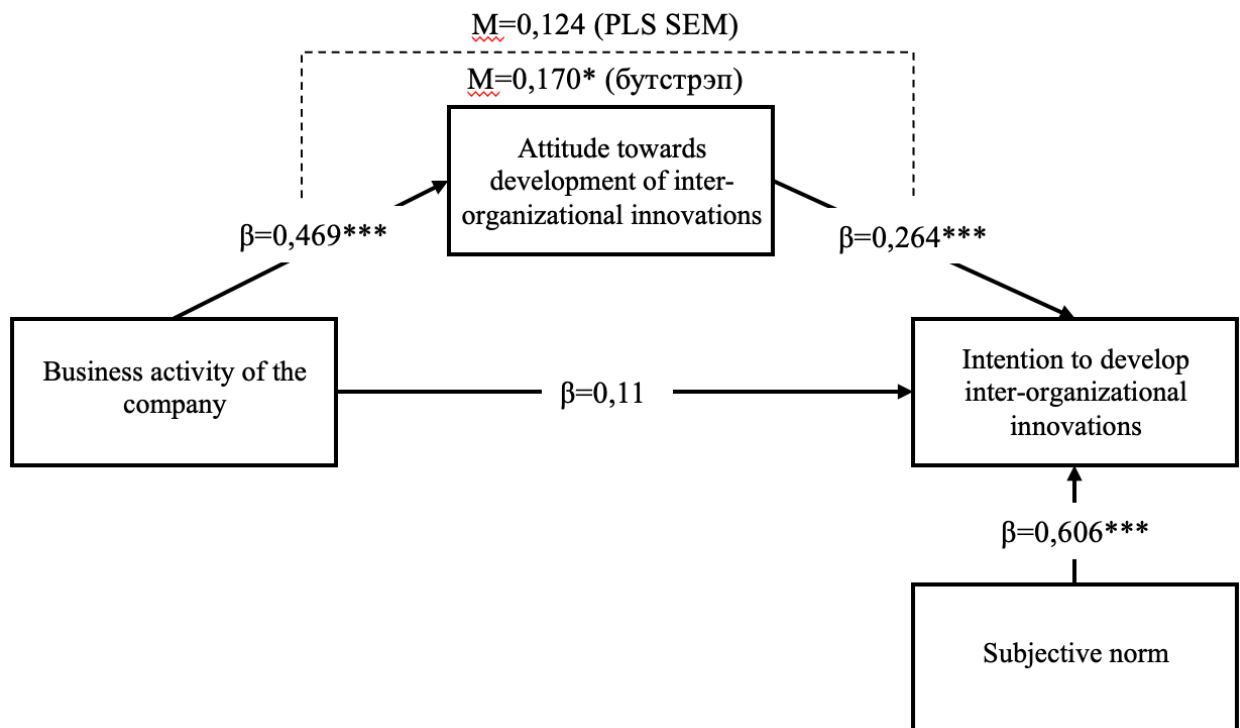 M=0,124 (PLS SEM)
M=0,170* (бутстрэп)
Attitude towards
development of inter-
organizational innovations
β=0,469***
β=0,264***
Business activity of the
company
β=0,11
Intention to develop
inter-organizational
innovations
β=0,606***
Subjective norm